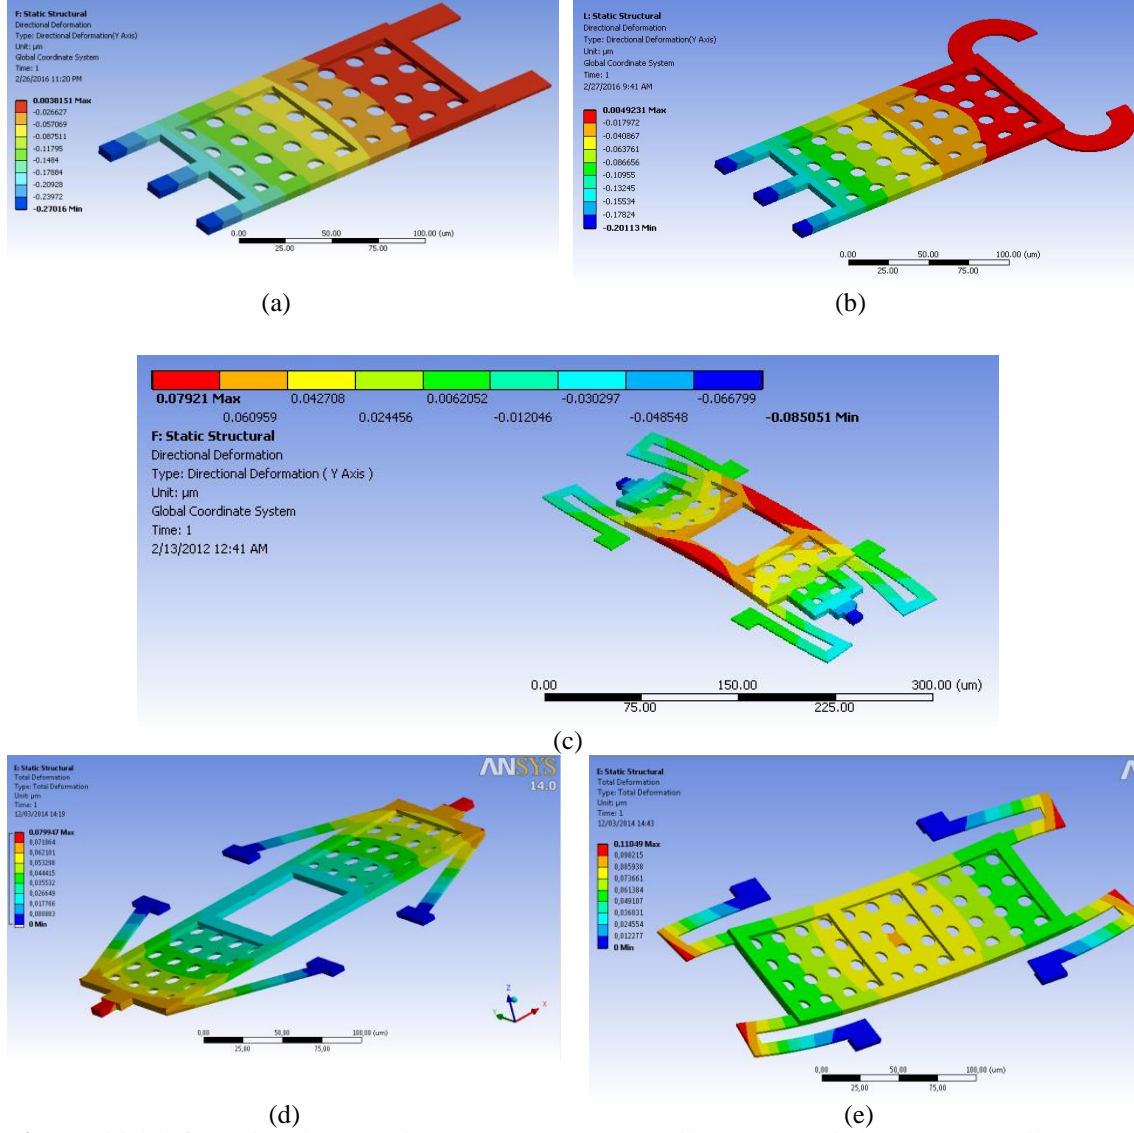 F: Static Structural
Directional Deformation
Type: Directional Deformation(Y Axis)
Unit: µm
Global Coordinate System
Time: 1
2/26/2016 11:20 PM
0.0038151 Max
-0.026627
-0.057069
-0.087511
-0.11795
-0.1484
-0.17884
-0.20928
-0.23972
-0.27016 Min
0.00 50.00 100.00 (um)
25.00 75.00
(a)
L: Static Structural
Directional Deformation
Type: Directional Deformation(Y Axis)
Unit: µm
Global Coordinate System
Time: 1
2/27/2016 9:41 AM
0.0049231 Max
-0.017972
-0.040867
-0.063761
-0.086656
-0.10955
-0.13245
-0.15534
-0.17824
-0.20113 Min
0.00 50.00 100.00 (um)
25.00 75.00
(b)
0.07921 Max 0.042708 0.0062052 -0.030297 -0.066799
0.060959 0.024456 -0.012046 -0.048548 -0.085051 Min
F: Static Structural
Directional Deformation
Type: Directional Deformation ( Y Axis )
Unit: µm
Global Coordinate System
Time: 1
2/13/2012 12:41 AM
0.00 150.00 300.00 (um)
75.00 225.00
(c)
E: Static Structural
Total Deformation
Type: Total Deformation
Unit: µm
Time: 1
12/03/2014 14:19
ANSYS
14.0
0.079947 Max
0,071064
0,062181
0,053298
0,044415
0,035532
0,026649
0,017766
0,008883
0 Min
Z
Y X
0,00 50,00 100,00 (um)
25,00 75,00
(d)
E: Static Structural
Total Deformation
Type: Total Deformation
Unit: µm
Time: 1
12/03/2014 14:43
0,11049 Max
0,098215
0,085938
0,073661
0,061384
0,049107
0,036831
0,024554
0,012277
0 Min
0,00 50,00 100,00 (um)
25,00 75,00
(e)